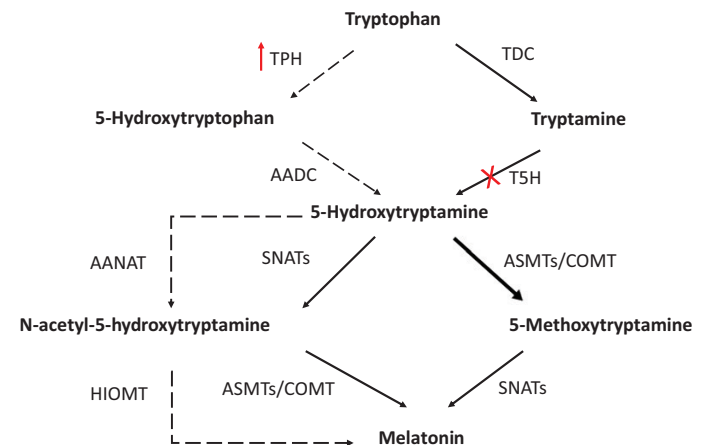 Tryptophan
TPH
TDC
5-Hydroxytryptophan
Tryptamine
AADC
T5H
5-Hydroxytryptamine
AANAT
SNATs
ASMTs/COMT
N-acetyl-5-hydroxytryptamine
5-Methoxytryptamine
HIOMT
ASMTs/COMT
SNATs
Melatonin